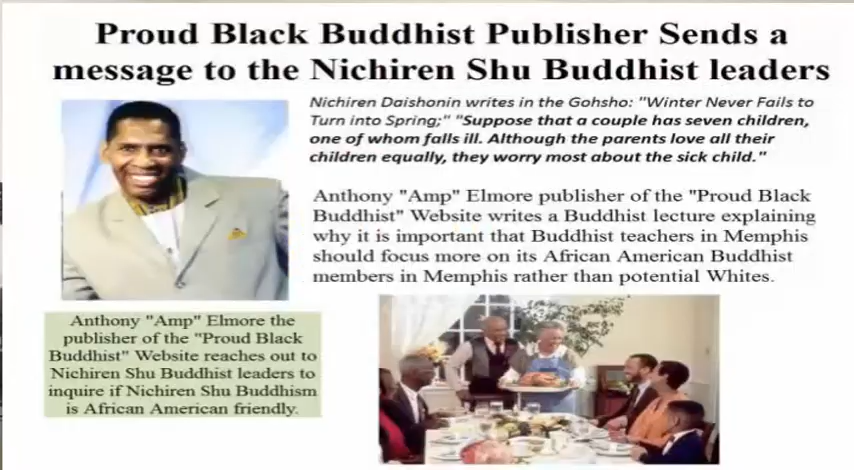 Proud Black Buddhist Publisher Sends a
message to the Nichiren Shu Buddhist leaders
Nichiren Daishonin writes in the Gohsho: "Winter Never Fails to
Turn into Spring;" "Suppose that a couple has seven children,
one of whom falls ill. Although the parents love all their
children equally, they worry most about the sick child."
Anthony "Amp" Elmore publisher of the "Proud Black
Buddhist" Website writes a Buddhist lecture explaining
why it is important that Buddhist teachers in Memphis
should focus more on its African American Buddhist
members in Memphis rather than potential Whites.
Anthony "Amp" Elmore the
publisher of the "Proud Black
Buddhist" Website reaches out to
Nichiren Shu Buddhist leaders to
inquire if Nichiren Shu Buddhism
is African American friendly.